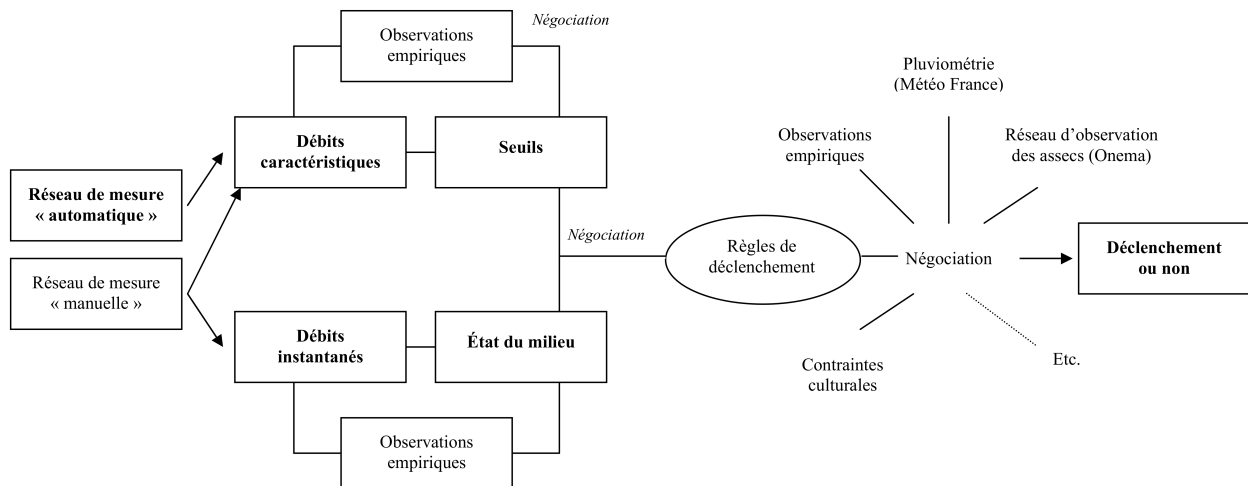 Négociation
Observations
empiriques
Débits
caractéristiques
Seuils
Réseau de mesure
« automatique »
Réseau de mesure
« manuelle »
Débits
instantanés
État du milieu
Observations
empiriques
Négociation
Règles de
déclenchement
Pluviométrie
(Météo France)
Observations
empiriques
Réseau d’observation
des assecs (Onema)
Négociation
Déclenchement
ou non
Contraintes
culturales
Etc.